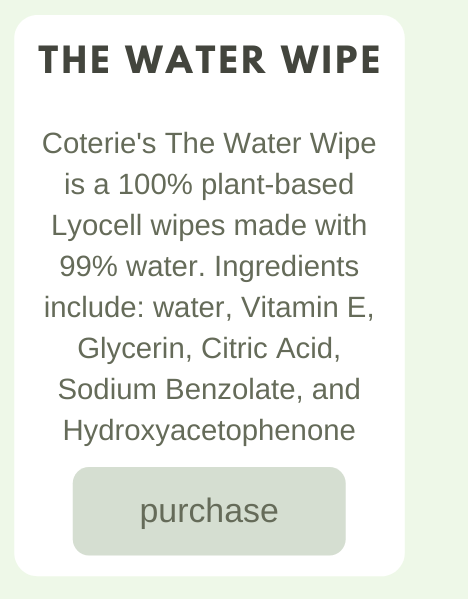 THE WATER WIPE
Coterie's The Water Wipe
is a 100% plant-based
Lyocell wipes made with
99% water. Ingredients
include: water, Vitamin E,
Glycerin, Citric Acid,
Sodium Benzolate, and
Hydroxyacetophenone
purchase